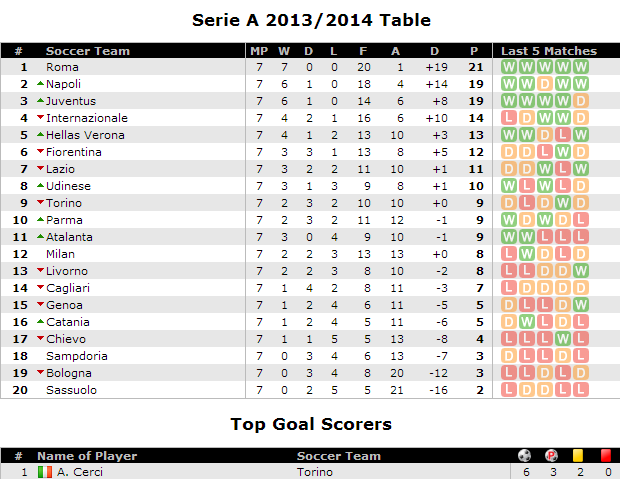 Serie A 2013/2014 Table
# Soccer Team MP W D L F A D P Last 5 Matches
1 Roma 7 7 0 0 20 1 +19 21 W W W W W
2 Napoli 7 6 1 0 18 4 +14 19 W W D W W
3 Juventus 7 6 1 0 14 6 +8 19 W W W W D
4 Internazionale 7 4 2 1 16 6 +10 14 L D W W D
5 Hellas Verona 7 4 1 2 13 10 +3 13 W W D L W
6 Fiorentina 7 3 3 1 13 8 +5 12 D D L W D
7 Lazio 7 3 2 2 11 10 +1 11 D D W L W
8 Udinese 7 3 1 3 9 8 +1 10 W L W L D
9 Torino 7 2 3 2 10 10 +0 9 D L D W D
10 Parma 7 2 3 2 11 12 -1 9 W D W D L
11 Atalanta 7 3 0 4 9 10 -1 9 W W L L L
12 Milan 7 2 2 3 13 13 +0 8 L W D L D
13 Livorno 7 2 2 3 8 10 -2 8 L L D D W
14 Cagliari 7 1 4 2 8 11 -3 7 L D D D D
15 Genoa 7 1 2 4 6 11 -5 5 D L L D W
16 Catania 7 1 2 4 5 11 -6 5 D W L D L
17 Chievo 7 1 1 5 5 13 -8 4 L L L W L
18 Sampdoria 7 0 3 4 6 13 -7 3 D L L D D
19 Bologna 7 0 3 4 8 20 -12 3 L L D L D
20 Sassuolo 7 0 2 5 5 21 -16 2 L D D L L
Top Goal Scorers
# Name of Player Soccer Team P
1 A. Cerci Torino 6 3 2 0